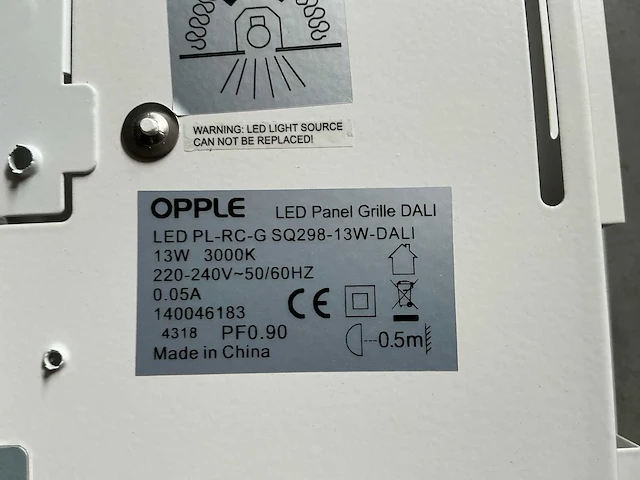 WARNING: LED LIGHT SOURCE
CAN NOT BE REPLACED!
OPPLE LED Panel Grille DALI
LED PL-RC-G SQ298-13W-DALI
13W 3000K
220-240V~50/60HZ
0.05A
CE
140046183
4318 PF0.90
0.5m
Made in China